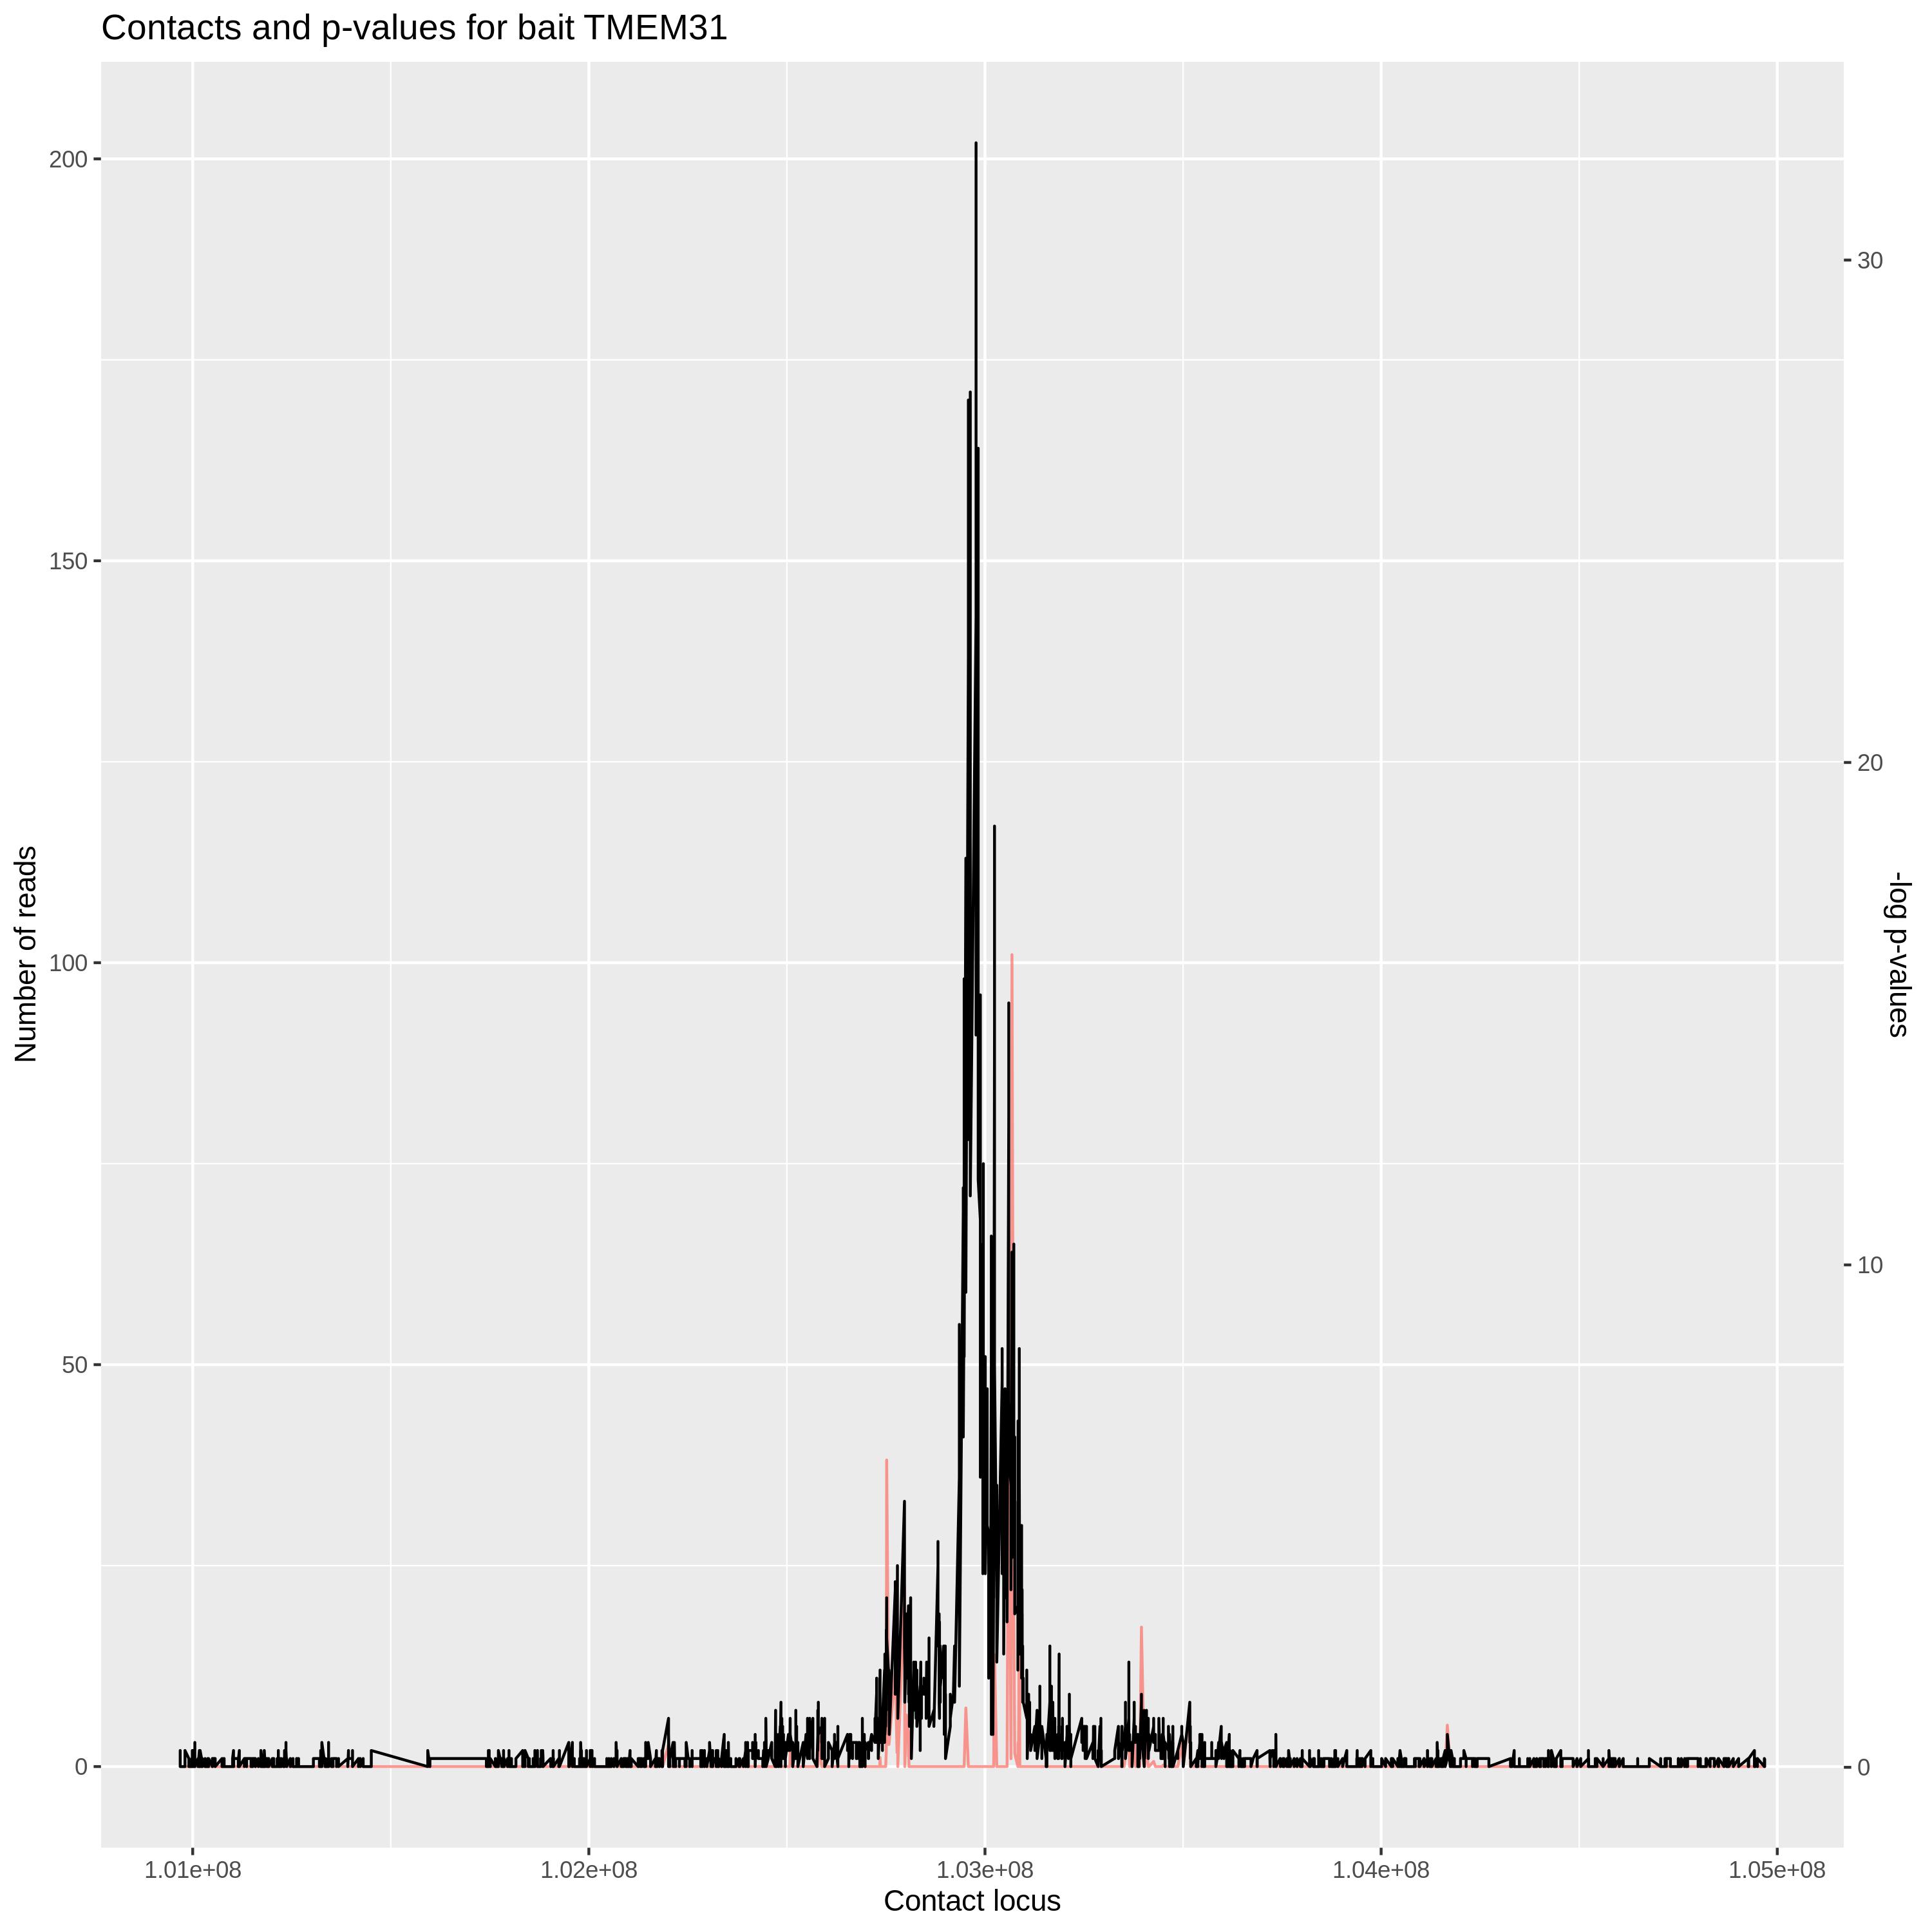 Contacts and p-values for bait TMEM31
200
150
100
50
0
Number of reads
30
20
10
0
-log p-values
1.01e+08
1.02e+08
1.03e+08
1.04e+08
1.05e+08
Contact locus